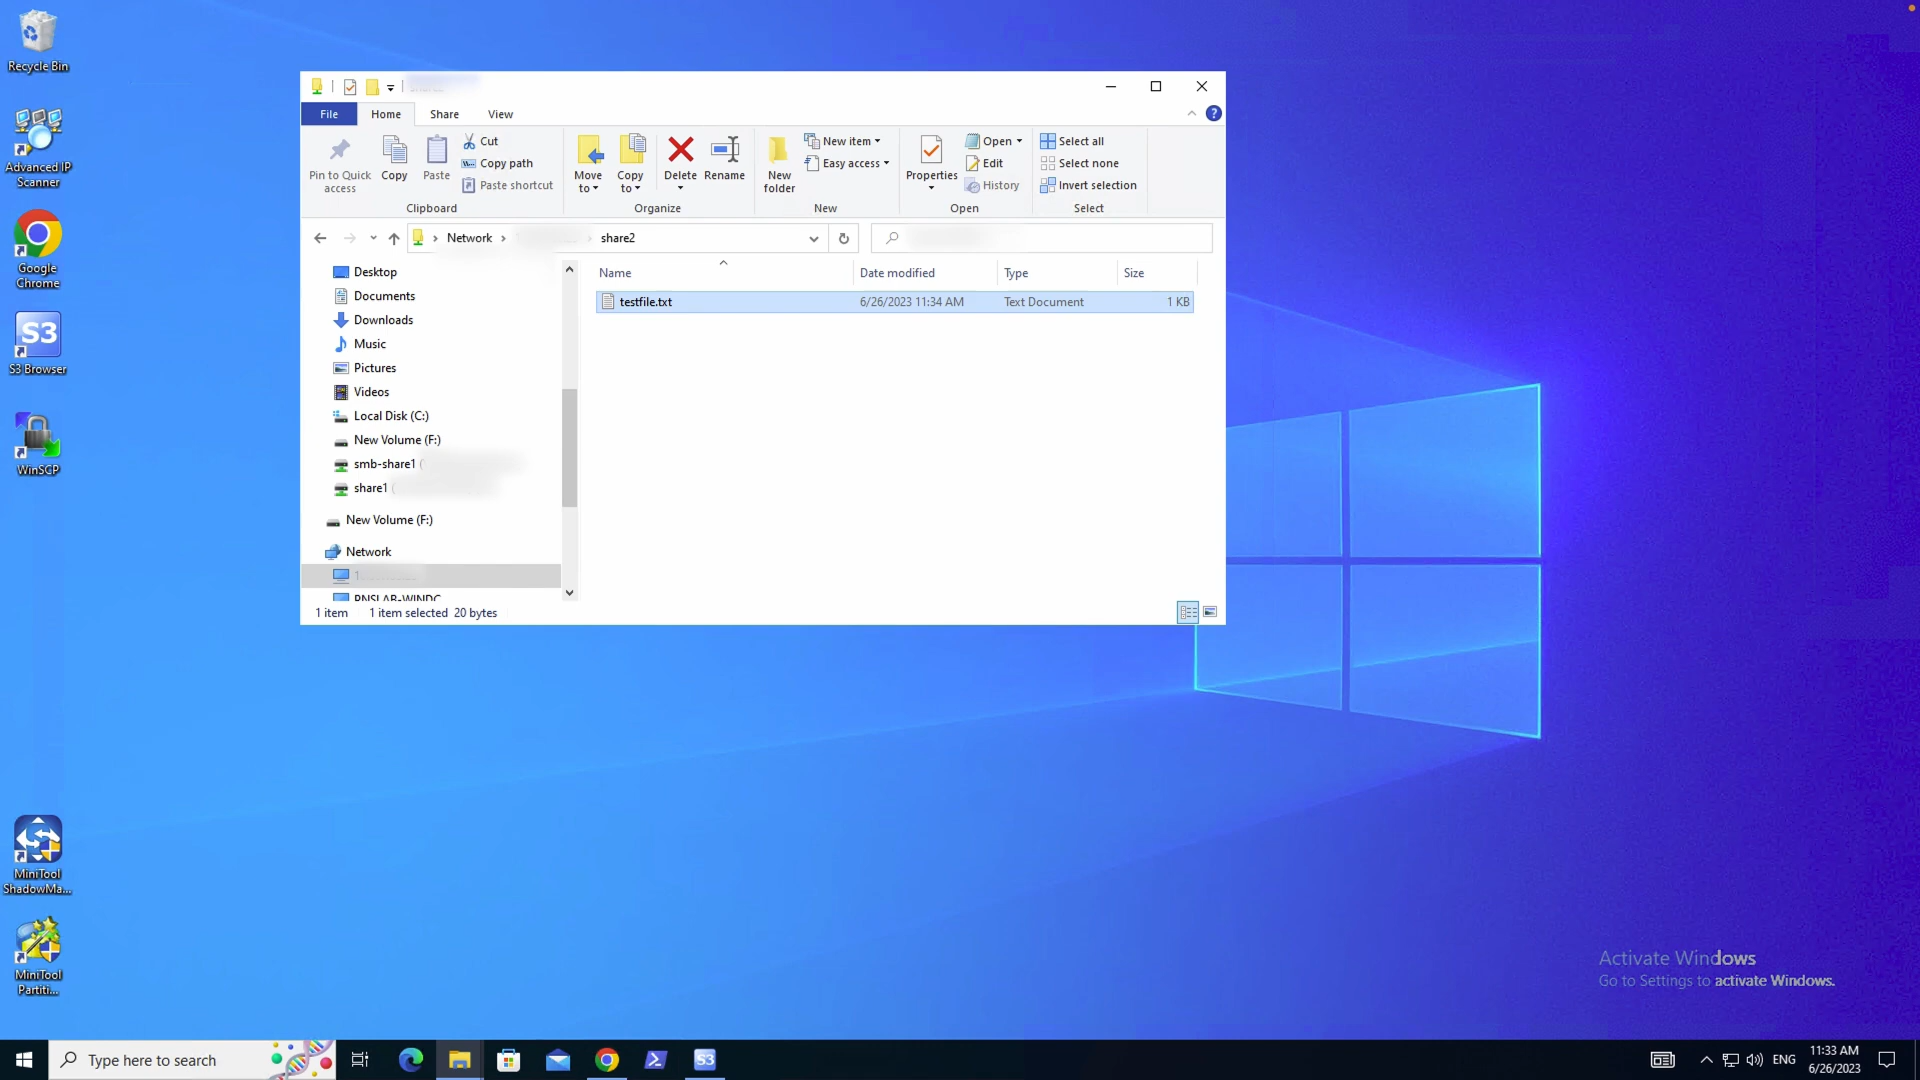 Recycle Bin
Advanced IP
Scanner
Google
Chrome
S3
S3 Browser
WinSCP
MiniTool
ShadowMa...
MiniTool
Partiti...
File
Home
Share
View
Pin to Quick
access
Copy
Paste
Cut
Copy path
Paste shortcut
Clipboard
Move
to
Copy
to
Delete
Rename
Organize
New
folder
New item
Easy access
New
Properties
Open
Edit
History
Open
Select all
Select none
Invert selection
Select
Network
share2
Desktop
Documents
Downloads
Music
Pictures
Videos
Local Disk (C:)
New Volume (F:)
smb-share1 (
share1 (
New Volume (F:)
Network
PNSLAB-WINDC
Name
Date modified
Type
Size
testfile.txt
6/26/2023 11:34 AM
Text Document
1 KB
1 item
1 item selected 20 bytes
Activate Windows
Go to Settings to activate Windows.
Type here to search
S3
ENG
11:33 AM
6/26/2023